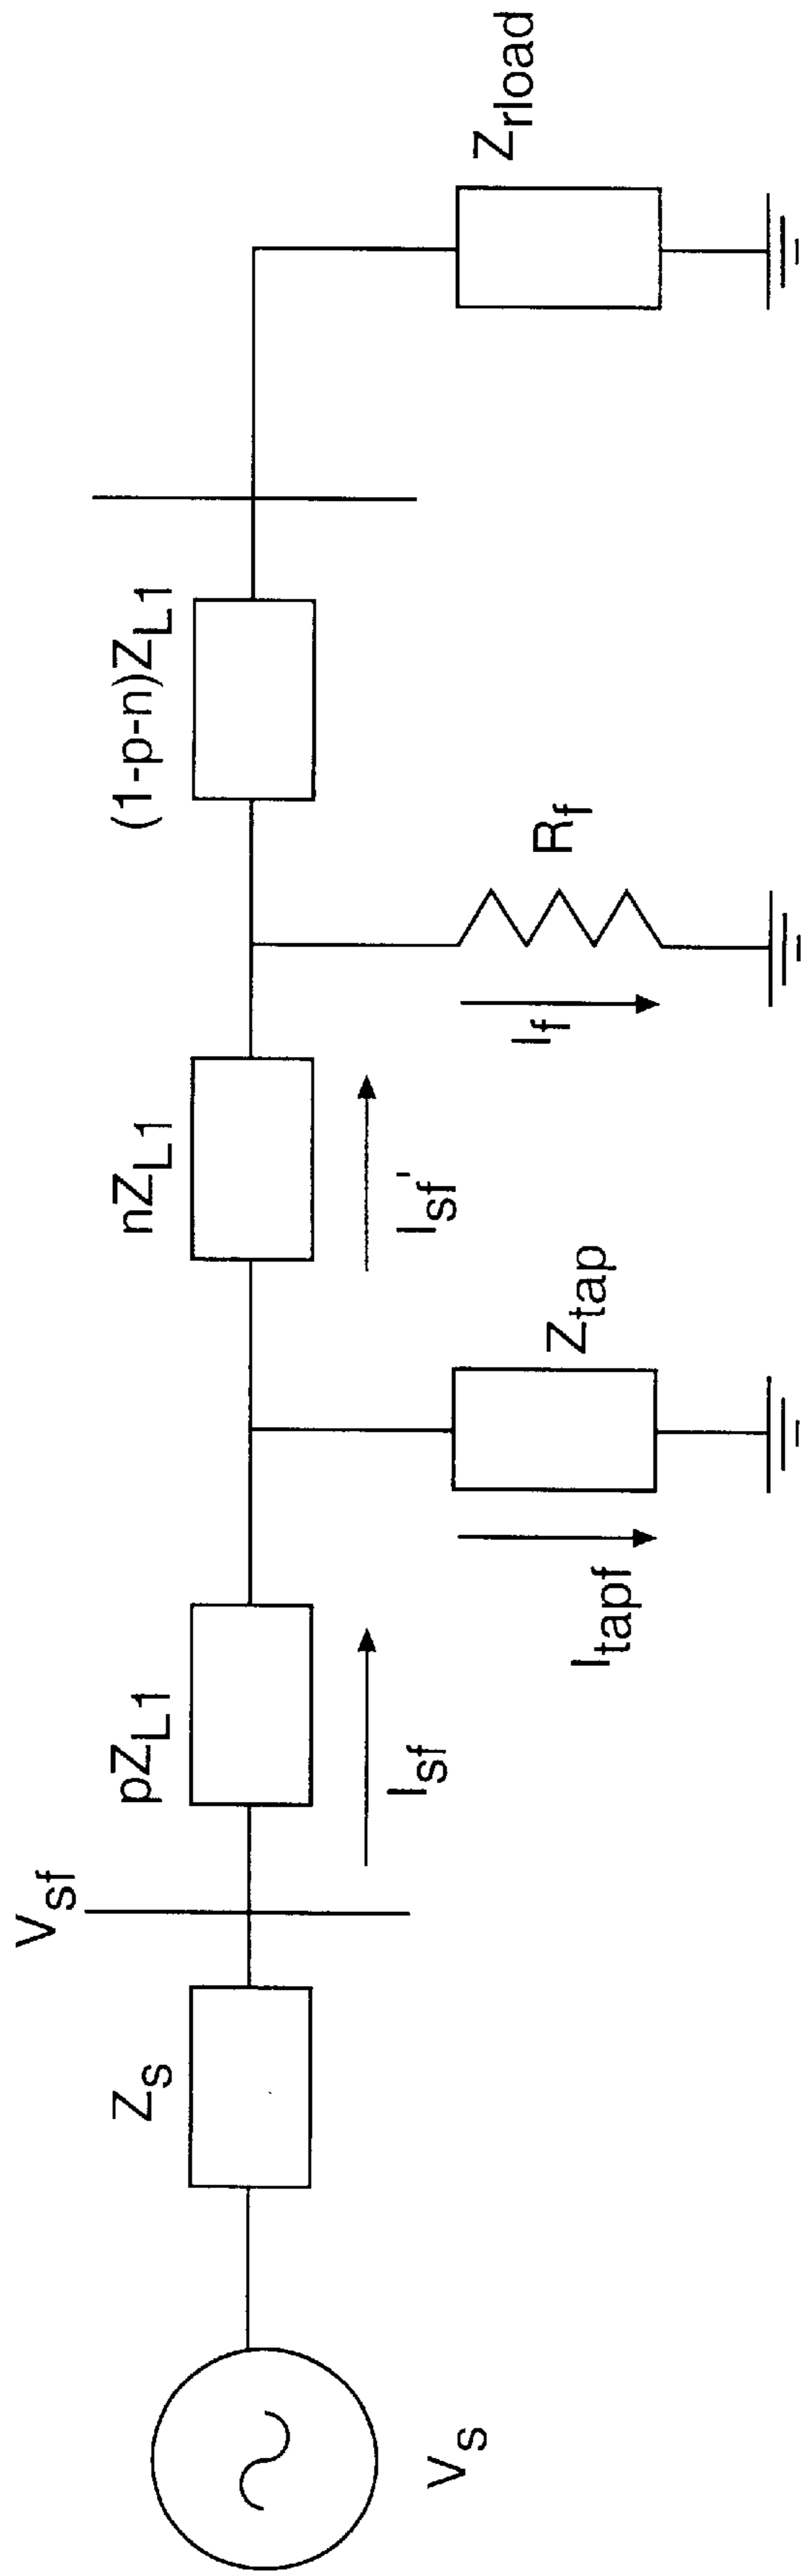 V_s
Z_s
V_sf
pZ_L1
I_sf
I_tapf
Z_tap
nZ_L1
I_sf'
I_f
R_f
(1-p-n)Z_L1
Z_rload